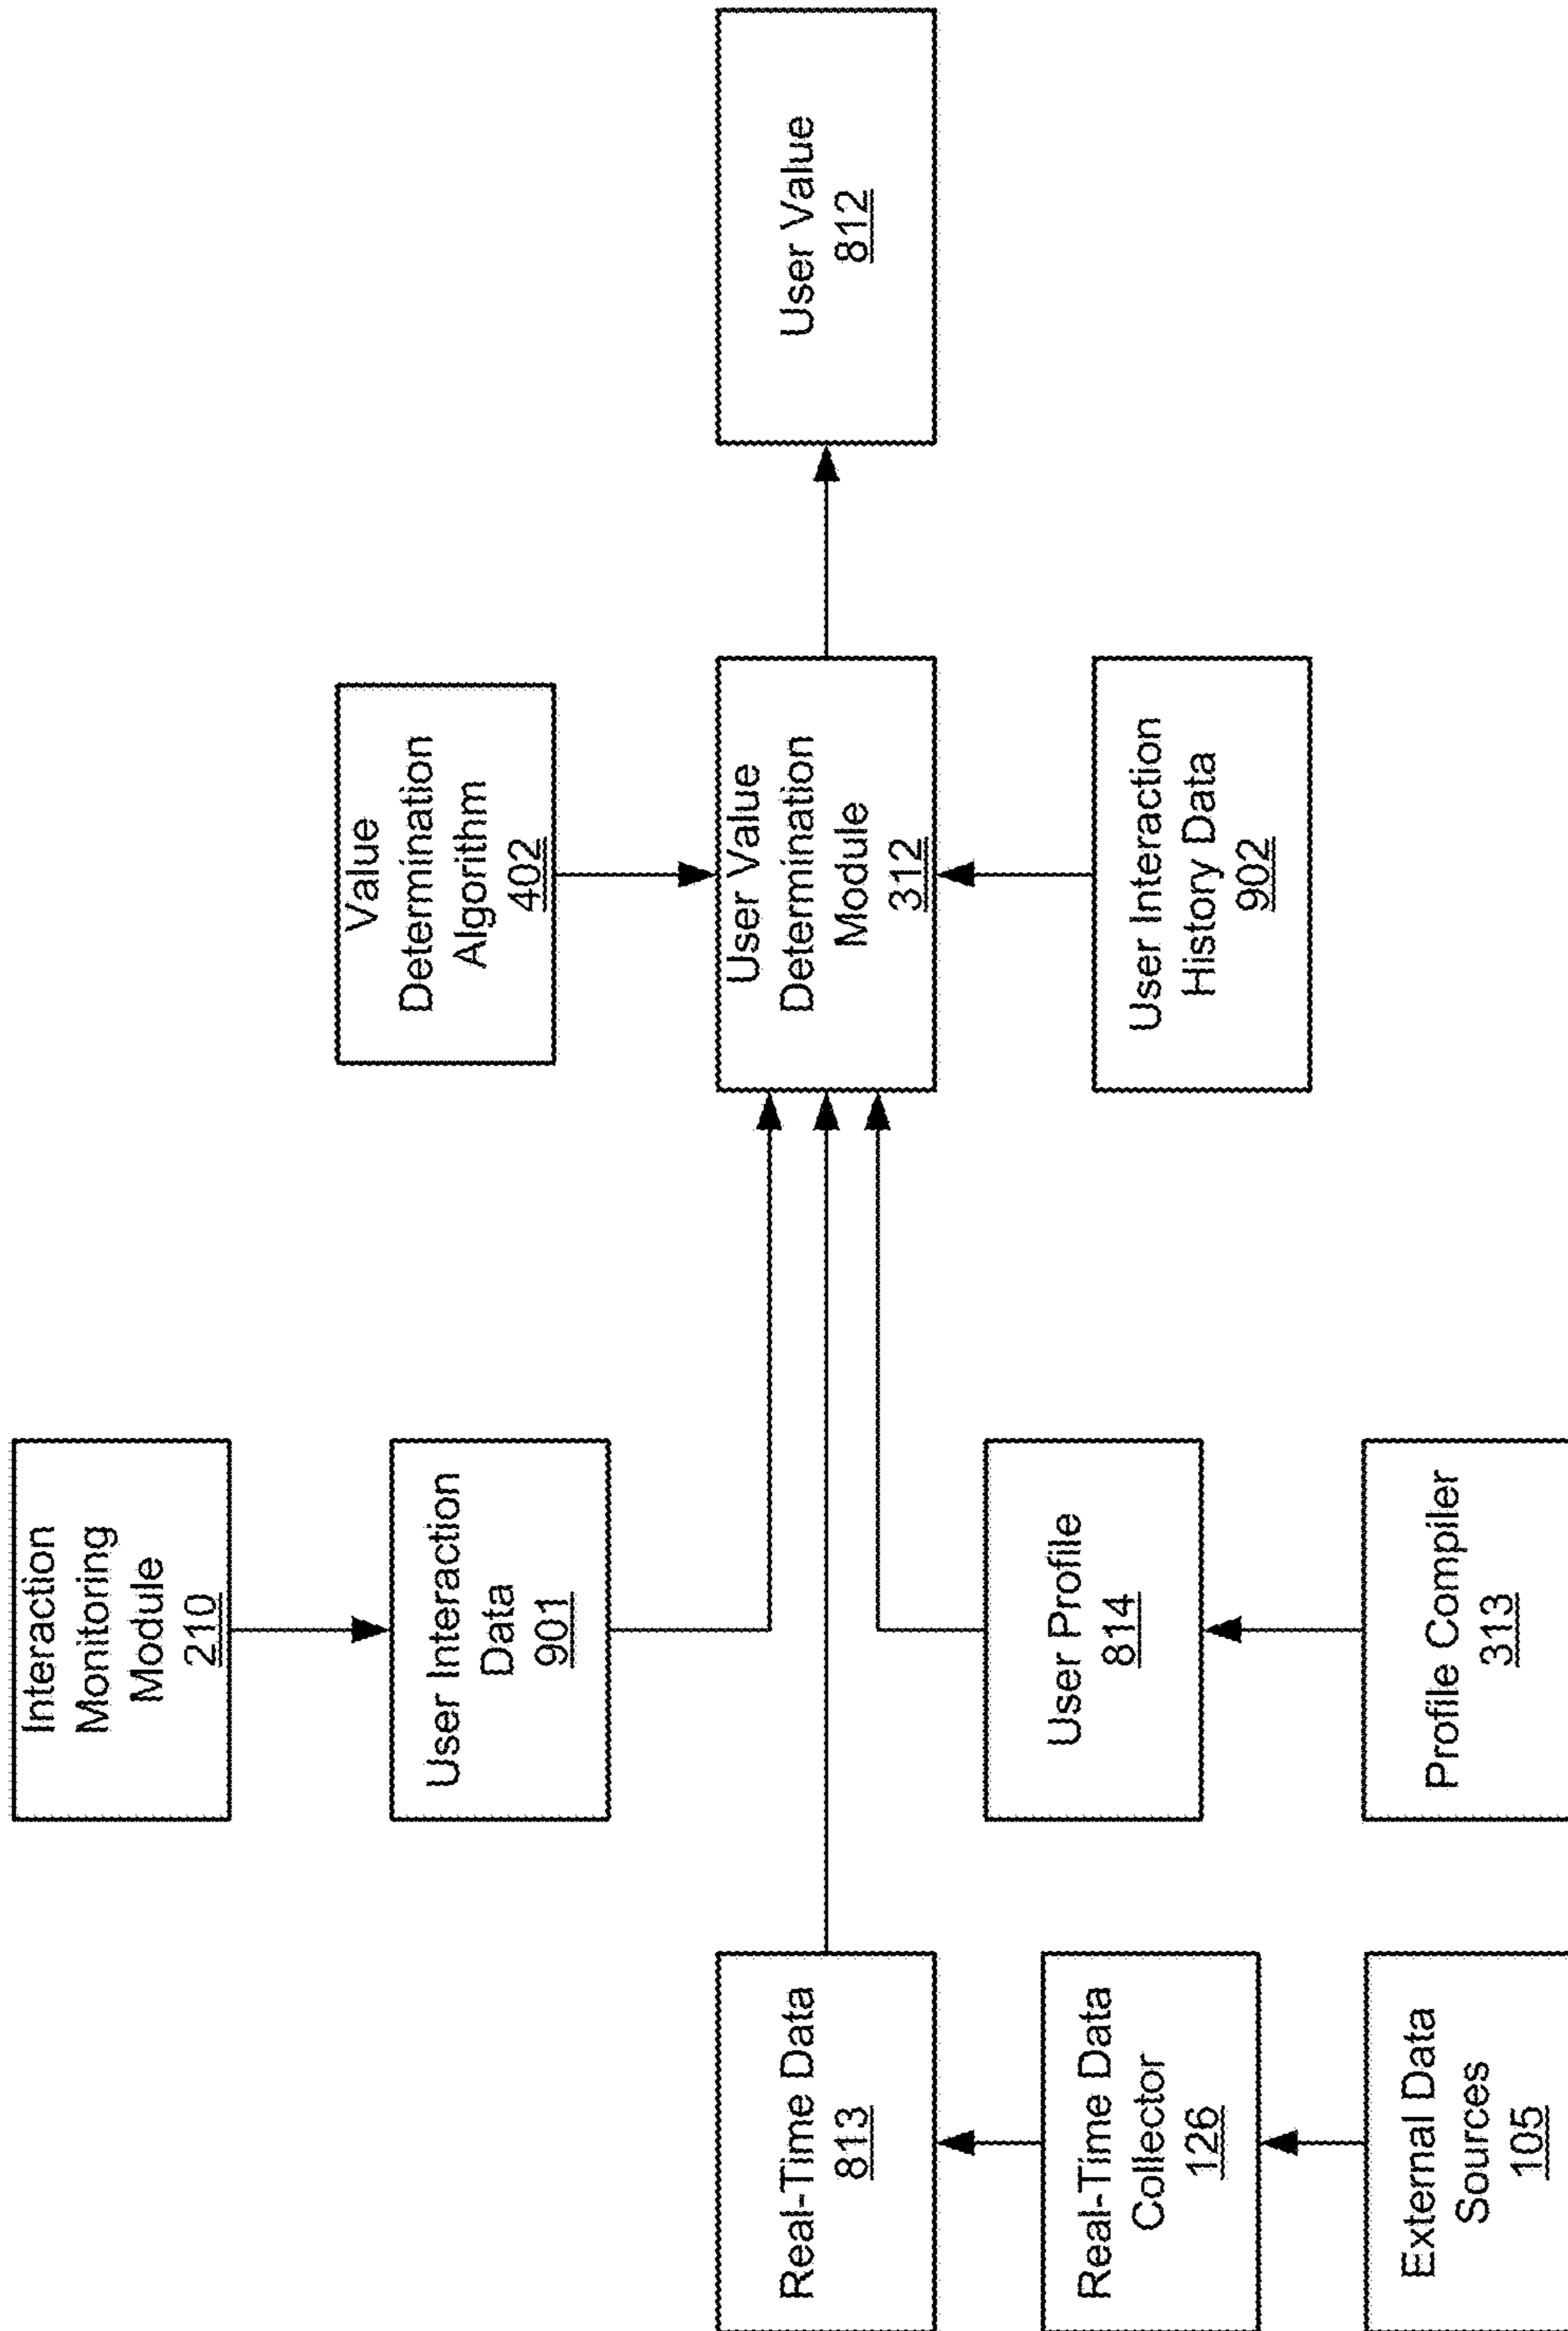 Interaction
Monitoring
Module
210
User Interaction
Data
901
Value
Determination
Algorithm
402
Real-Time Data
813
User Value
Determination
Module
312
User Value
812
Real-Time Data
Collector
126
User Profile
814
User Interaction
History Data
902
External Data
Sources
105
Profile Compiler
313